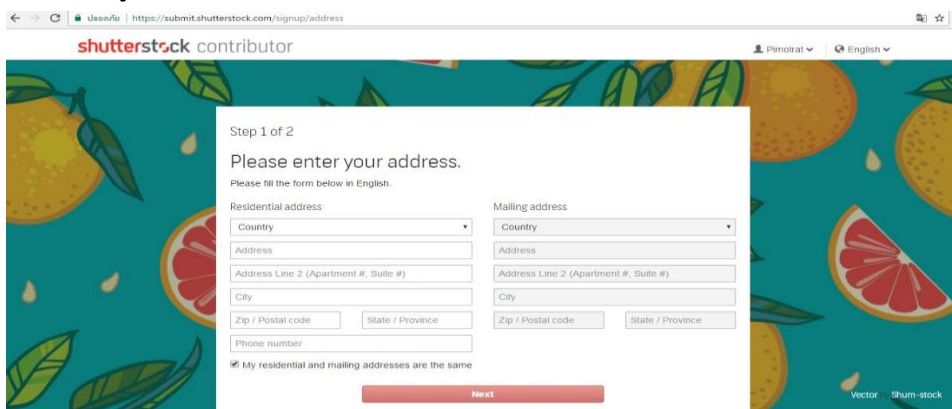 ปลอดภัย | https://submit.shutterstock.com/signup/address
shutterstock contributor
Pimolrat English
Step 1 of 2
Please enter your address.
Please fill the form below in English.
Residential address Mailing address
Country Country
Address Address
Address Line 2 (Apartment #, Suite #) Address Line 2 (Apartment #, Suite #)
City City
Zip / Postal code State / Province Zip / Postal code State / Province
Phone number
My residential and mailing addresses are the same
Next
Vector Shum-stock